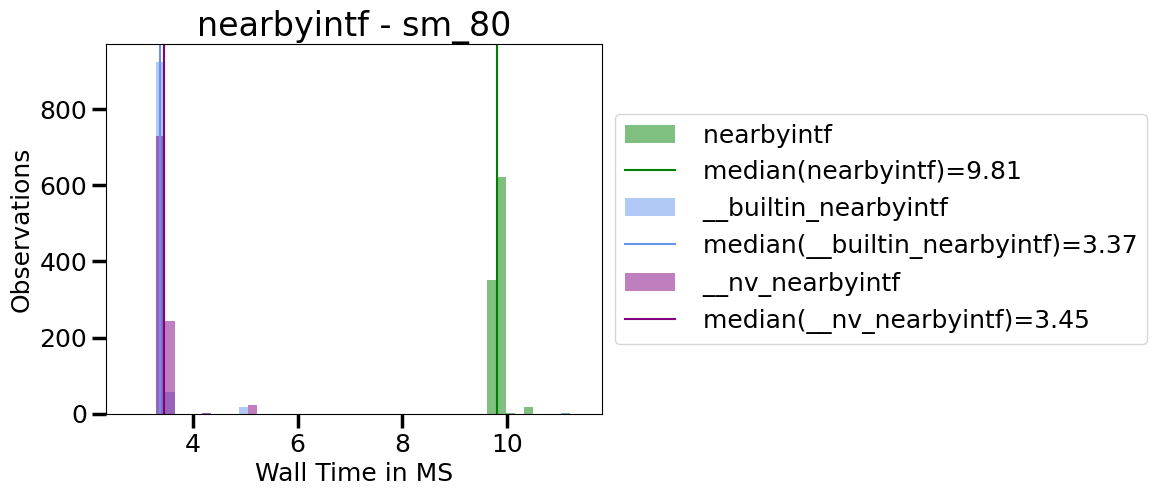 nearbyintf - sm_80
Observations
800
600
400
200
0
4 6 8 10
Wall Time in MS
nearbyintf
median(nearbyintf)=9.81
__builtin_nearbyintf
median(__builtin_nearbyintf)=3.37
__nv_nearbyintf
median(__nv_nearbyintf)=3.45